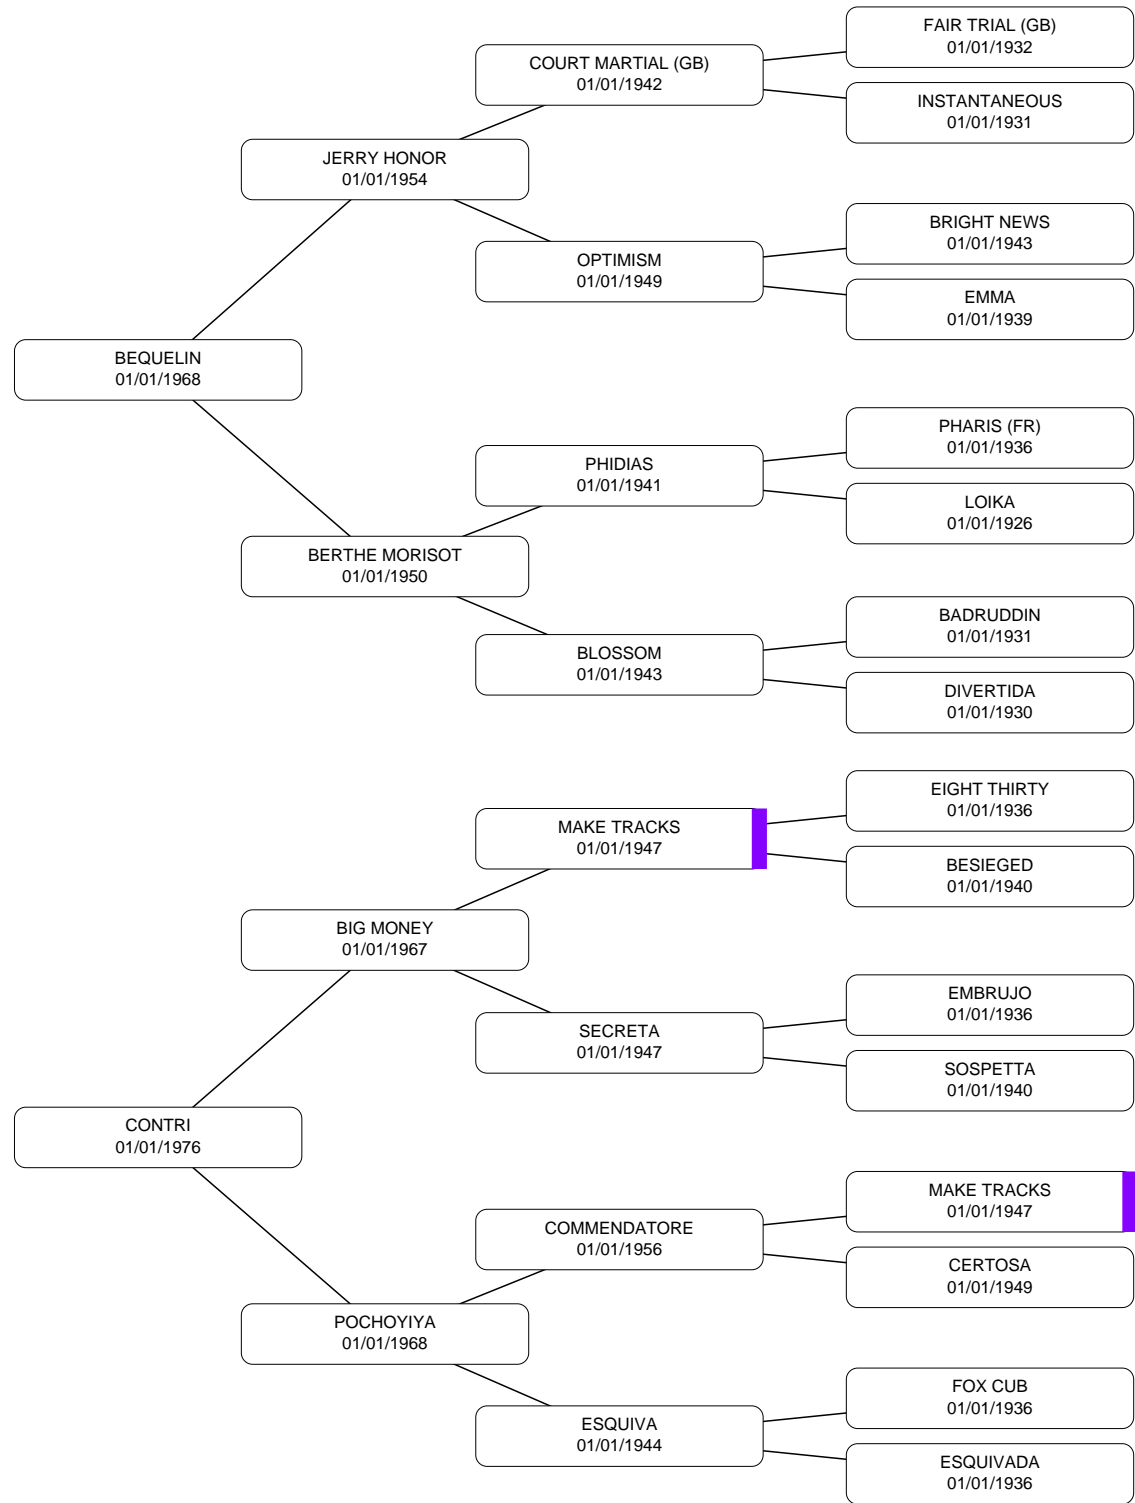 FAIR TRIAL (GB)
01/01/1932
COURT MARTIAL (GB)
01/01/1942
INSTANTANEOUS
01/01/1931
JERRY HONOR
01/01/1954
BRIGHT NEWS
01/01/1943
OPTIMISM
01/01/1949
EMMA
01/01/1939
BEQUELIN
01/01/1968
PHARIS (FR)
01/01/1936
PHIDIAS
01/01/1941
LOIKA
01/01/1926
BERTHE MORISOT
01/01/1950
BADRUDDIN
01/01/1931
BLOSSOM
01/01/1943
DIVERTIDA
01/01/1930
EIGHT THIRTY
01/01/1936
MAKE TRACKS
01/01/1947
BESIEGED
01/01/1940
BIG MONEY
01/01/1967
EMBRUJO
01/01/1936
SECRETA
01/01/1947
SOSPETTA
01/01/1940
CONTRI
01/01/1976
MAKE TRACKS
01/01/1947
COMMENDATORE
01/01/1956
CERTOSA
01/01/1949
POCHOYIYA
01/01/1968
FOX CUB
01/01/1936
ESQUIVA
01/01/1944
ESQUIVADA
01/01/1936